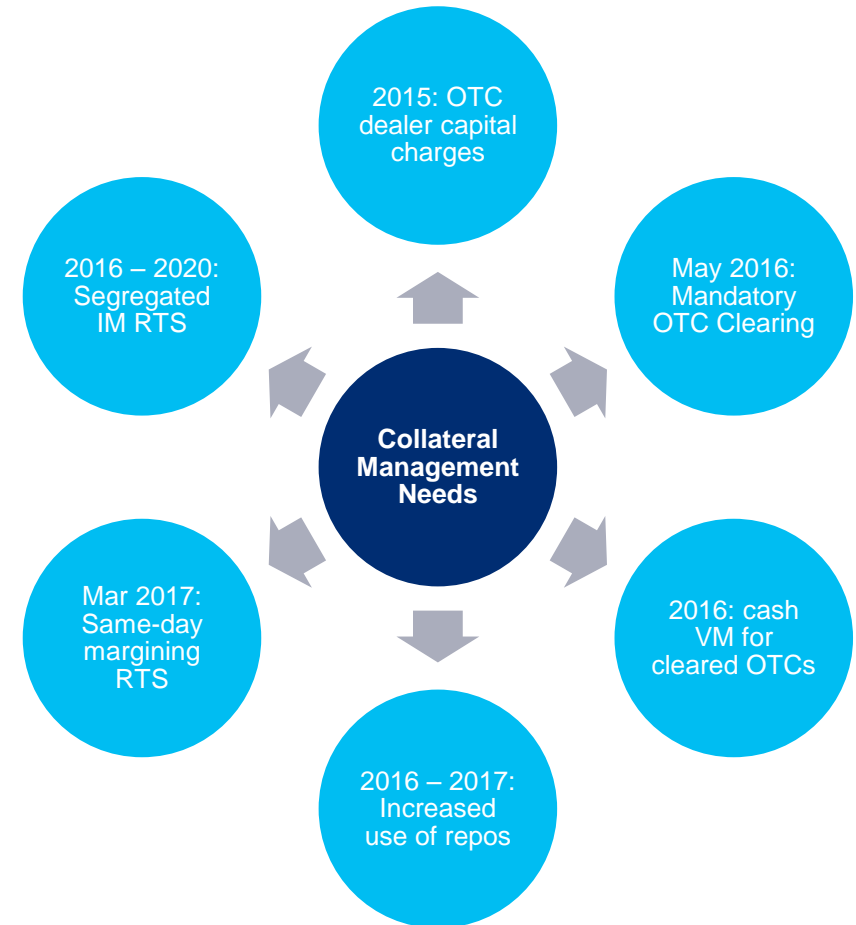 2015: OTC
dealer capital
charges
May 2016:
Mandatory
OTC Clearing
2016: cash
VM for
cleared OTCs
2016 – 2017:
Increased
use of repos
Mar 2017:
Same-day
margining
RTS
2016 – 2020:
Segregated
IM RTS
Collateral
Management
Needs